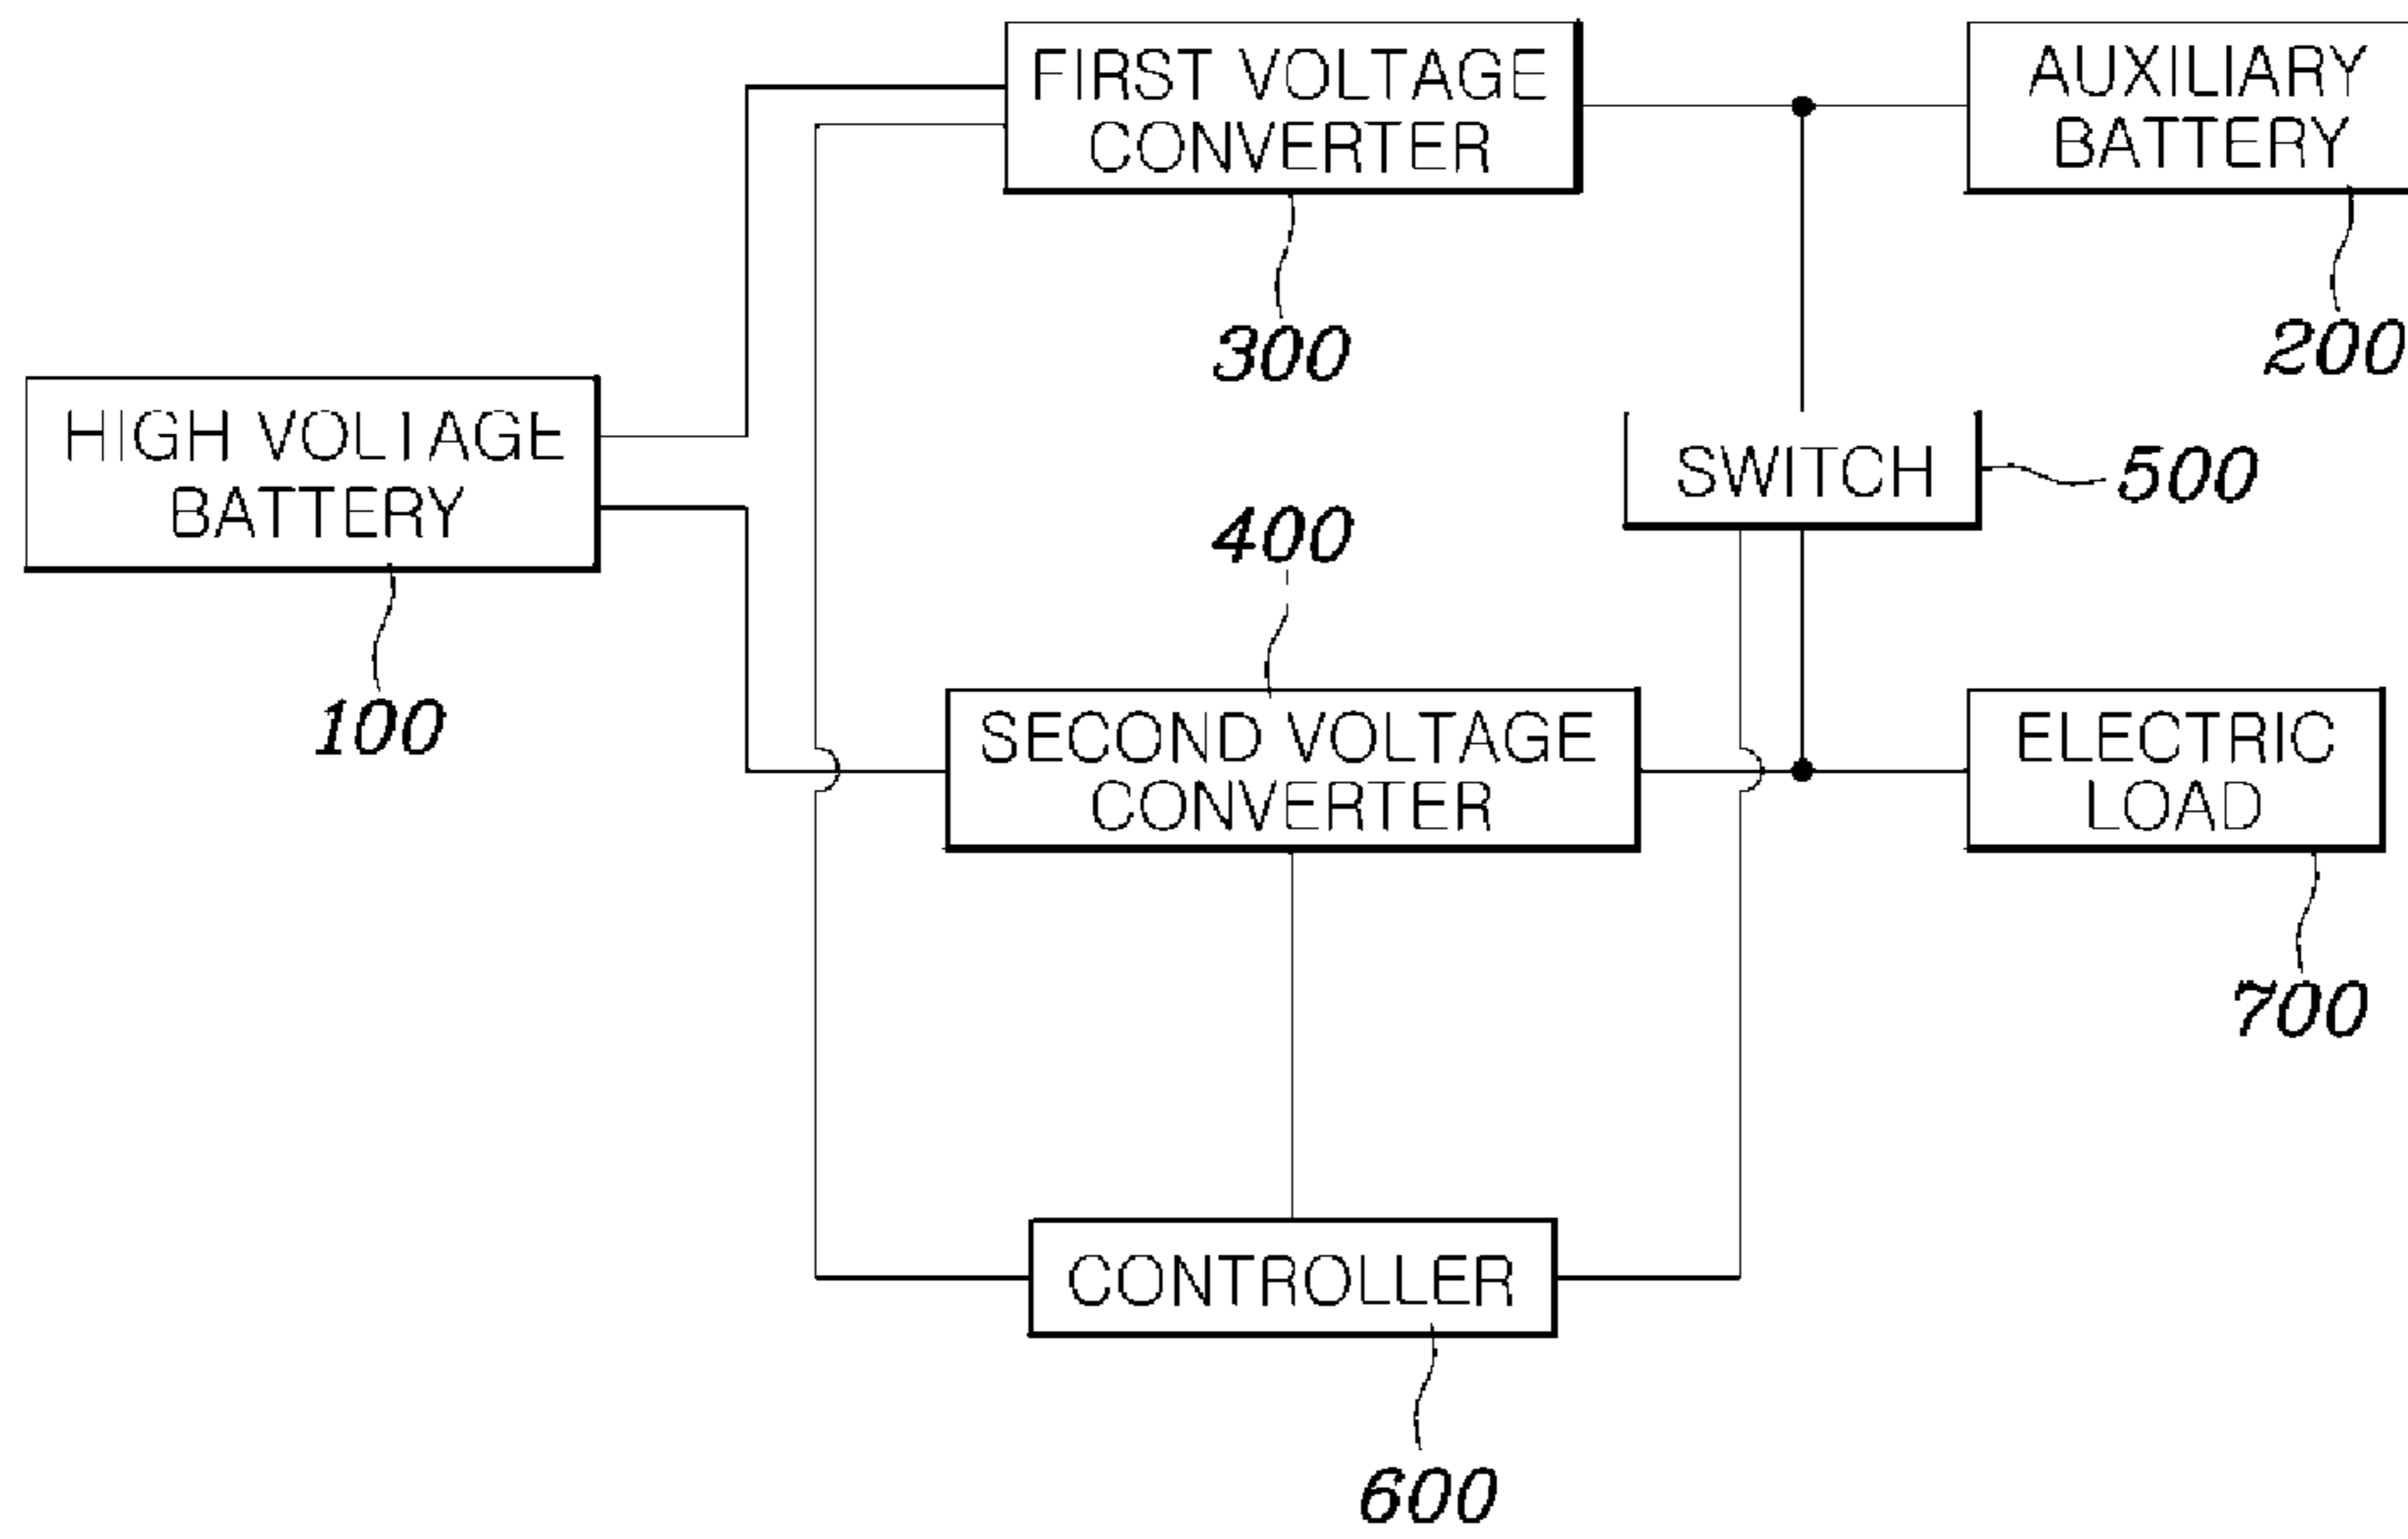 FIRST VOLTAGE
CONVERTER
300
AUXILIARY
BATTERY
200
HIGH VOLTAGE
BATTERY
100
SWITCH
500
400
SECOND VOLTAGE
CONVERTER
ELECTRIC
LOAD
700
CONTROLLER
600